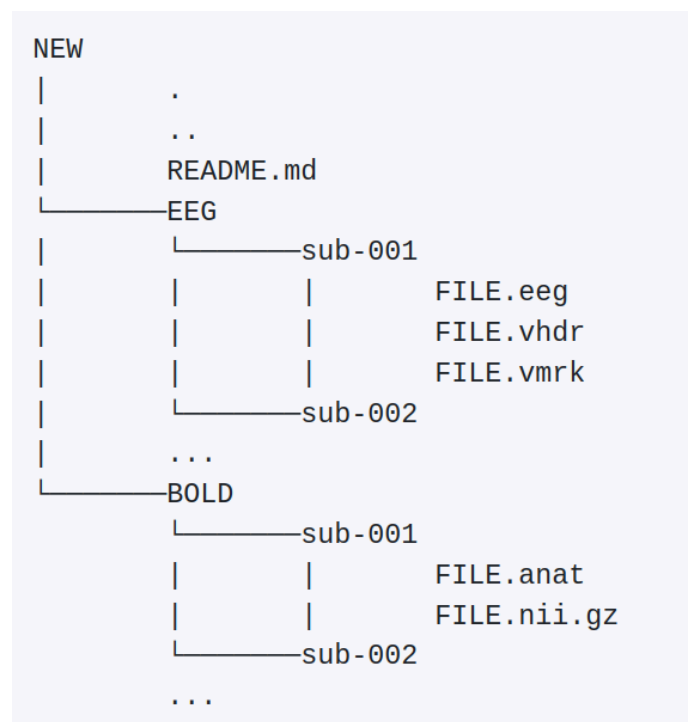 NEW
|       .
|       ..
|       README.md
└───────EEG
|       └───────sub-001
|       |       |       FILE.eeg
|       |       |       FILE.vhdr
|       |       |       FILE.vmrk
|       └───────sub-002
|       ...
└───────BOLD
        └───────sub-001
        |       |       FILE.anat
        |       |       FILE.nii.gz
        └───────sub-002
        ...